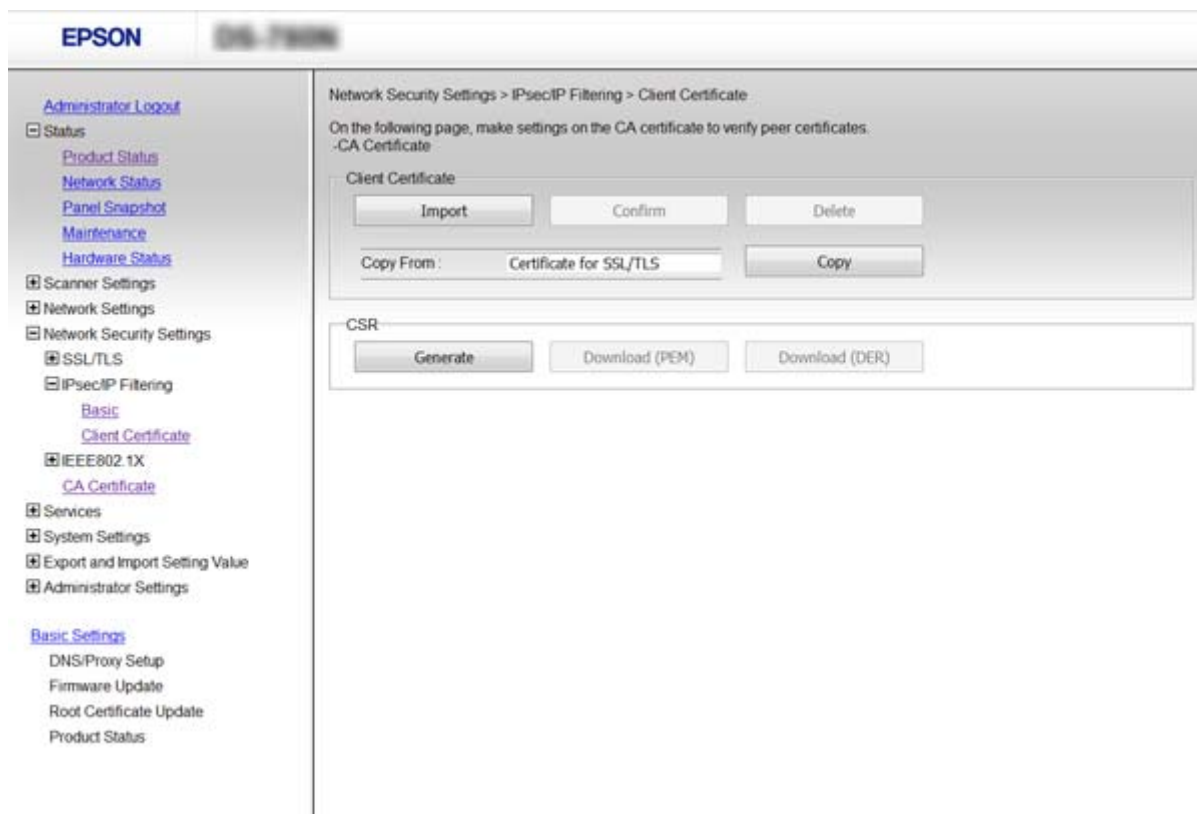 EPSON
Administrator Logout
Status
Product Status
Network Status
Panel Snapshot
Maintenance
Hardware Status
Scanner Settings
Network Settings
Network Security Settings
SSL/TLS
IPsec/IP Filtering
Basic
Client Certificate
IEEE802.1X
CA Certificate
Services
System Settings
Export and Import Setting Value
Administrator Settings
Basic Settings
DNS/Proxy Setup
Firmware Update
Root Certificate Update
Product Status
Network Security Settings > IPsec/IP Filtering > Client Certificate
On the following page, make settings on the CA certificate to verify peer certificates.
-CA Certificate
Client Certificate
Import Confirm Delete
Copy From : Certificate for SSL/TLS Copy
CSR
Generate Download (PEM) Download (DER)